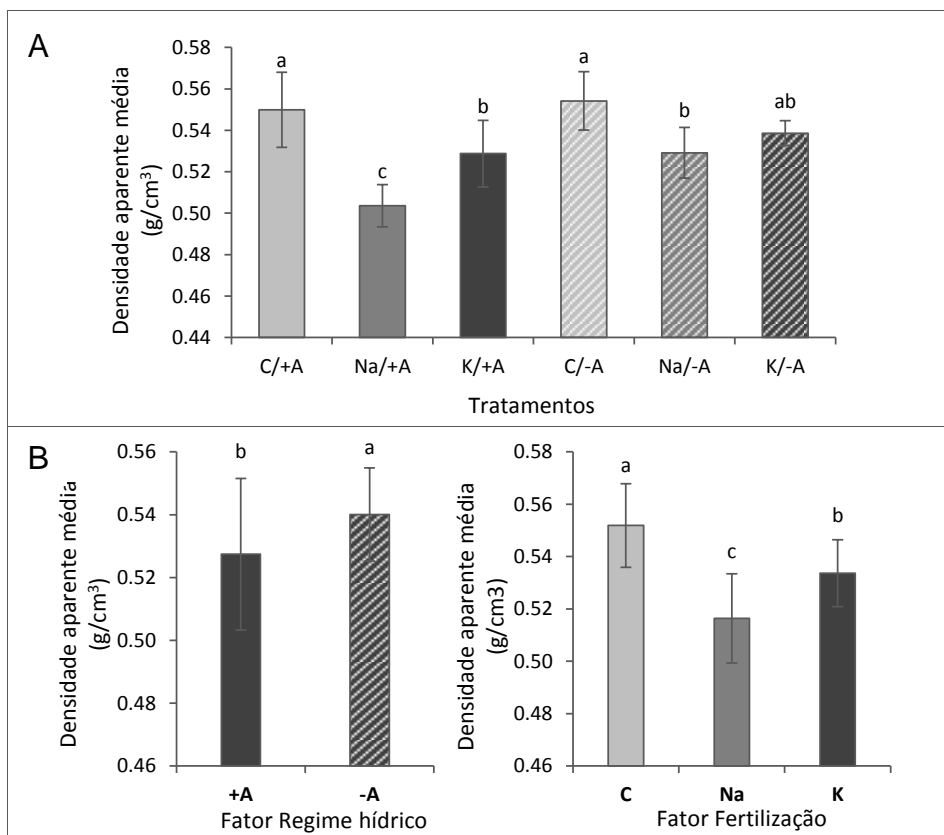 A
Densidade aparente média
(g/cm³)
0.58
0.56
0.54
0.52
0.50
0.48
0.46
0.44
a
c
b
a
b
ab
C/+A Na/+A K/+A C/-A Na/-A K/-A
Tratamentos
B
Densidade aparente média
(g/cm³)
0.56
0.54
0.52
0.50
0.48
0.46
b
a
+A -A
Fator Regime hídrico
Densidade aparente média
(g/cm3)
0.58
0.56
0.54
0.52
0.50
0.48
0.46
a
c
b
C Na K
Fator Fertilização